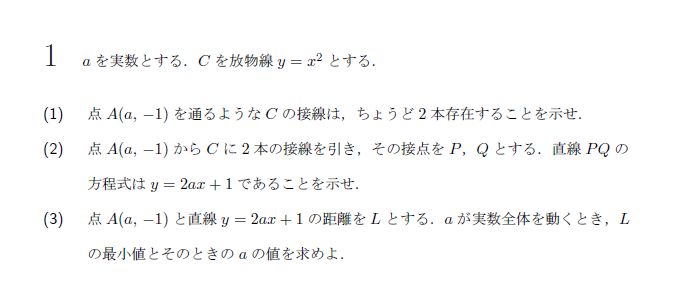 1 a を実数とする．C を放物線 y = x² とする．
(1) 点 A(a, −1) を通るような C の接線は，ちょうど 2 本存在することを示せ．
(2) 点 A(a, −1) から C に 2 本の接線を引き，その接点を P，Q とする．直線 PQ の
方程式は y = 2ax + 1 であることを示せ．
(3) 点 A(a, −1) と直線 y = 2ax + 1 の距離を L とする．a が実数全体を動くとき，L
の最小値とそのときの a の値を求めよ．